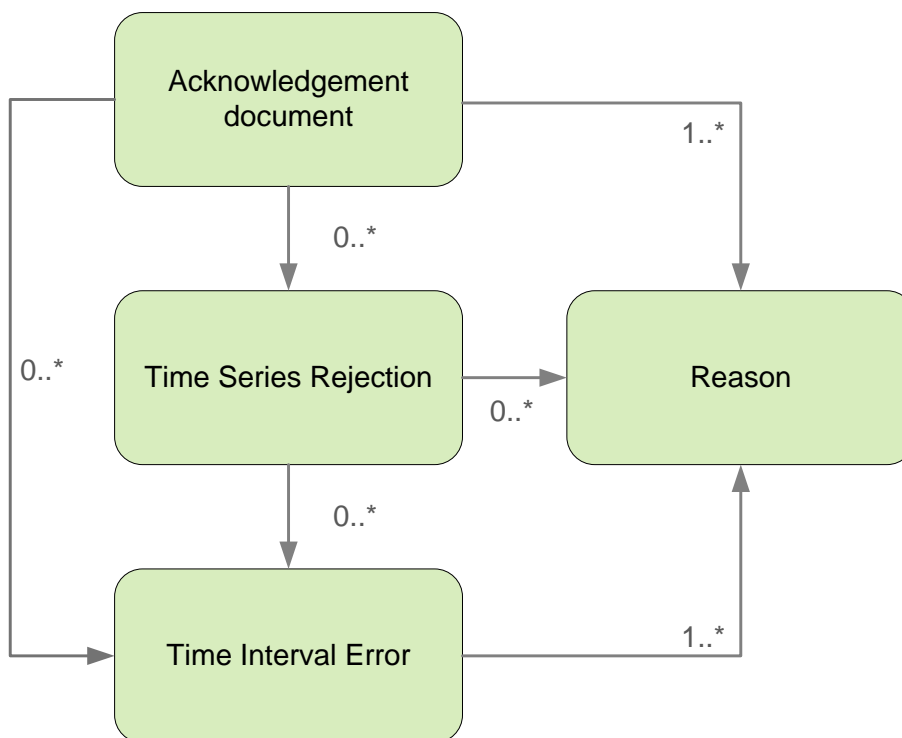 Acknowledgement
document
1..*
0..*
0..*
Time Series Rejection
Reason
0..*
0..*
Time Interval Error
1..*